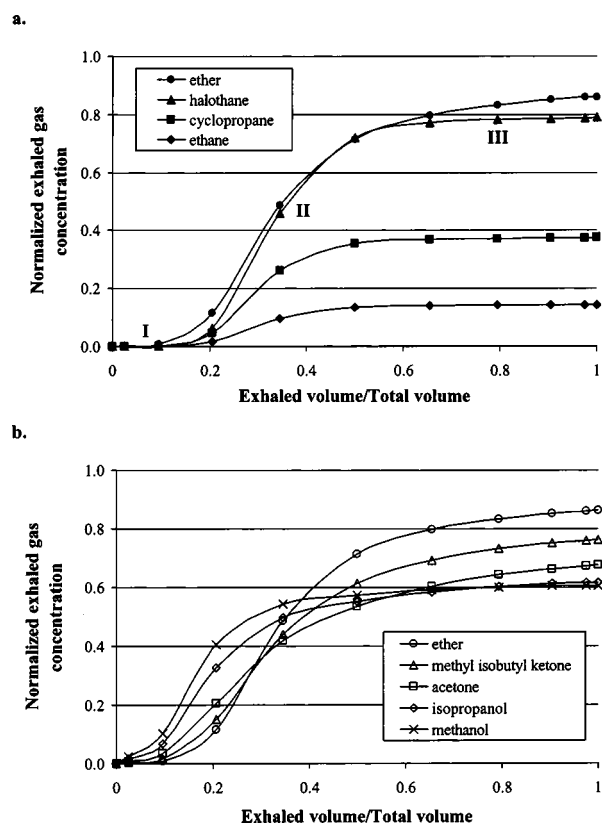 a.
Normalized exhaled gas
concentration
1.0
0.8
0.6
0.4
0.2
0.0
ether
halothane
cyclopropane
ethane
I
II
III
0 0.2 0.4 0.6 0.8 1
Exhaled volume/Total volume
b.
Normalized exhaled gas
concentration
1.0
0.8
0.6
0.4
0.2
0.0
ether
methyl isobutyl ketone
acetone
isopropanol
methanol
0 0.2 0.4 0.6 0.8 1
Exhaled volume/Total volume